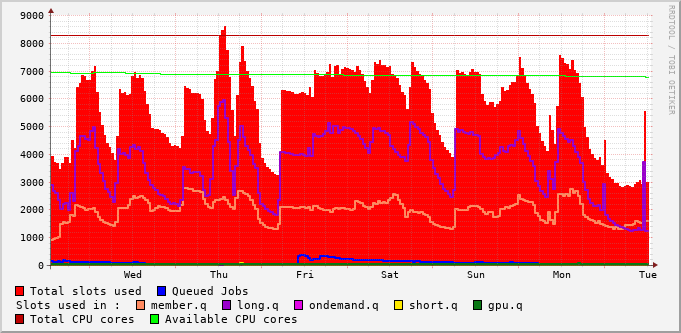 9000
8000
7000
6000
5000
4000
3000
2000
1000
0
Wed Thu Fri Sat Sun Mon Tue
RRDTOOL / TOBI OETIKER
Total slots used Queued Jobs
Slots used in : member.q long.q ondemand.q short.q gpu.q
Total CPU cores Available CPU cores